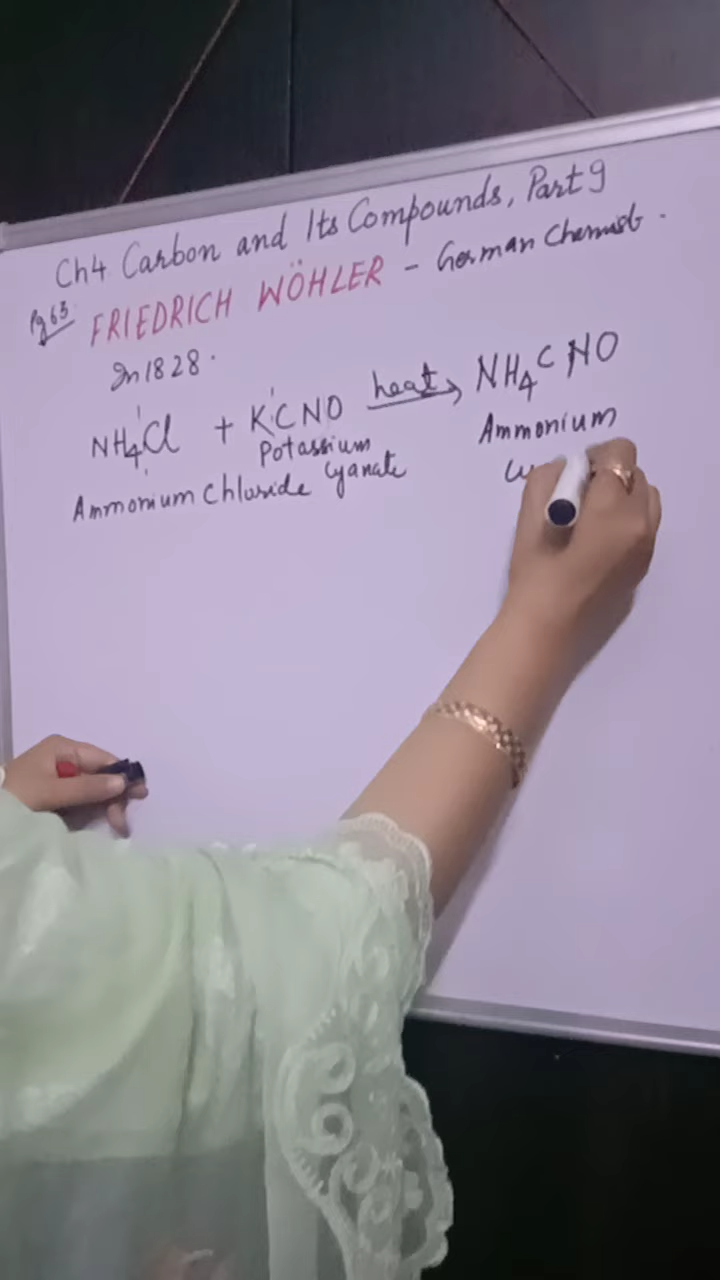 Ch4 Carbon and Its Compounds, Part 9
Pg 63 FRIEDRICH WÖHLER - German Chemist.
In 1828.
NH4Cl + KCNO heat → NH4CNO
Ammonium Chloride Potassium Cyanate Ammonium